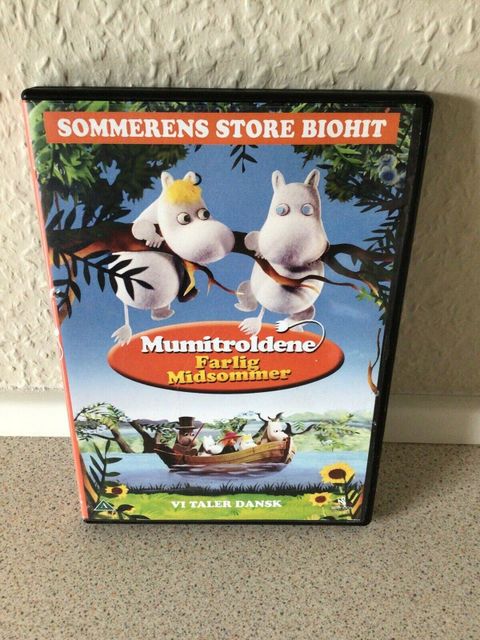 SOMMERENS STORE BIOHIT
Mumitroldene
Farlig
Midsommer
VI TALER DANSK